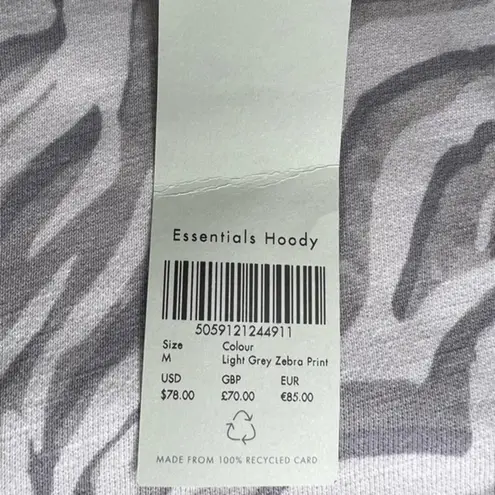 Essentials Hoody
5059121244911
Size Colour
M Light Grey Zebra Print
USD GBP EUR
$78.00 £70.00 €85.00
MADE FROM 100% RECYCLED CARD